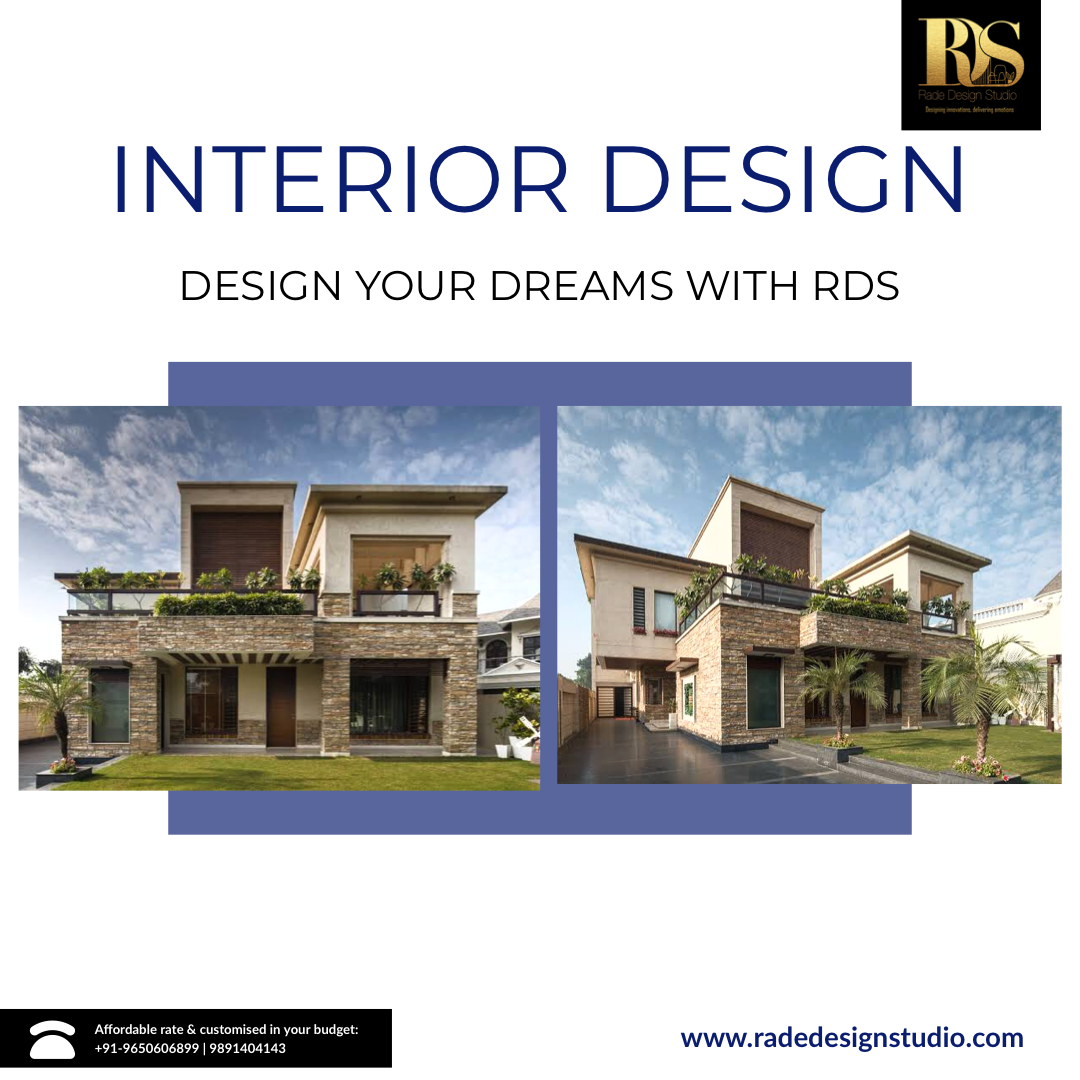 RDS
Rade Design Studio
Designing innovations, delivering emotions
INTERIOR DESIGN
DESIGN YOUR DREAMS WITH RDS
Affordable rate & customised in your budget:
+91-9650606899 | 9891404143
www.radedesignstudio.com